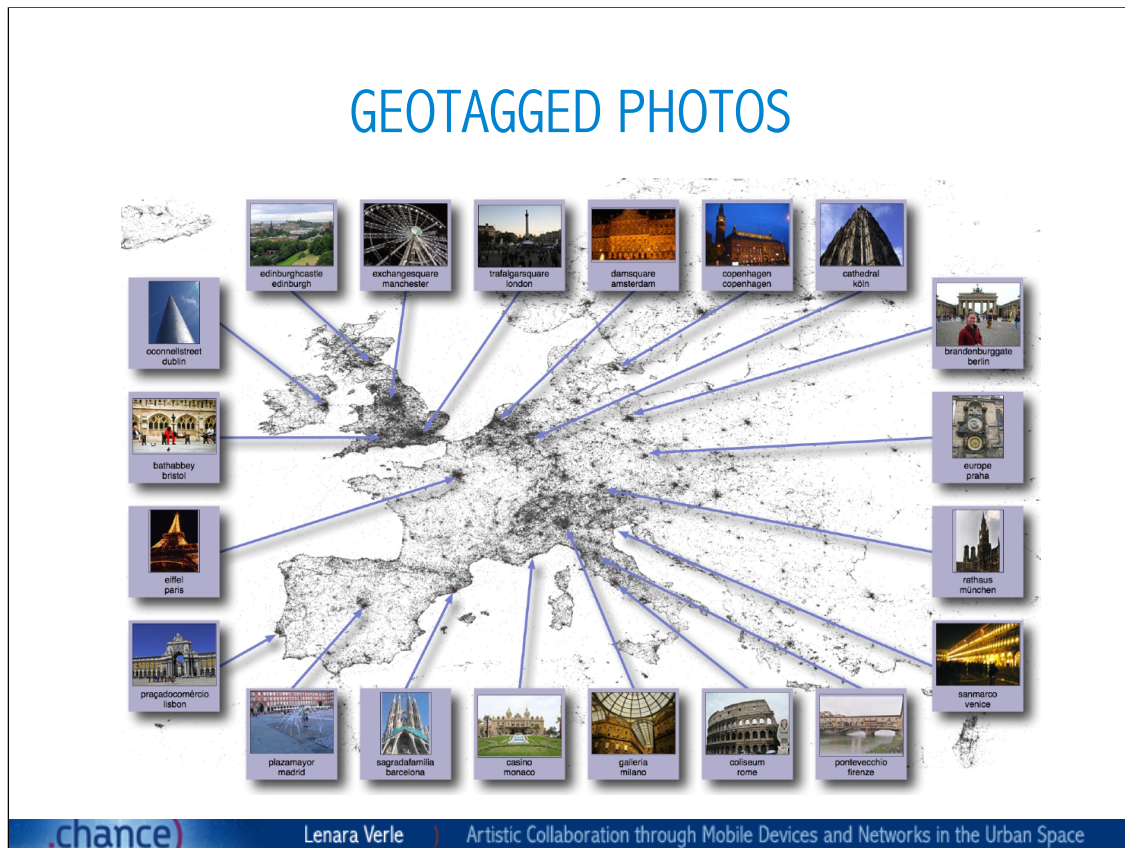 GEOTAGGED PHOTOS
edinburghcastle
edinburgh
exchangesquare
manchester
trafalgarsquare
london
damsquare
amsterdam
copenhagen
copenhagen
cathedral
köln
oconnellstreet
dublin
brandenburggate
berlin
bathabbey
bristol
europe
praha
eiffel
paris
rathaus
münchen
praçadocomércio
lisbon
sanmarco
venice
plazamayor
madrid
sagradafamilia
barcelona
casino
monaco
galleria
milano
coliseum
rome
pontevecchio
firenze
.chance) Lenara Verle ) Artistic Collaboration through Mobile Devices and Networks in the Urban Space